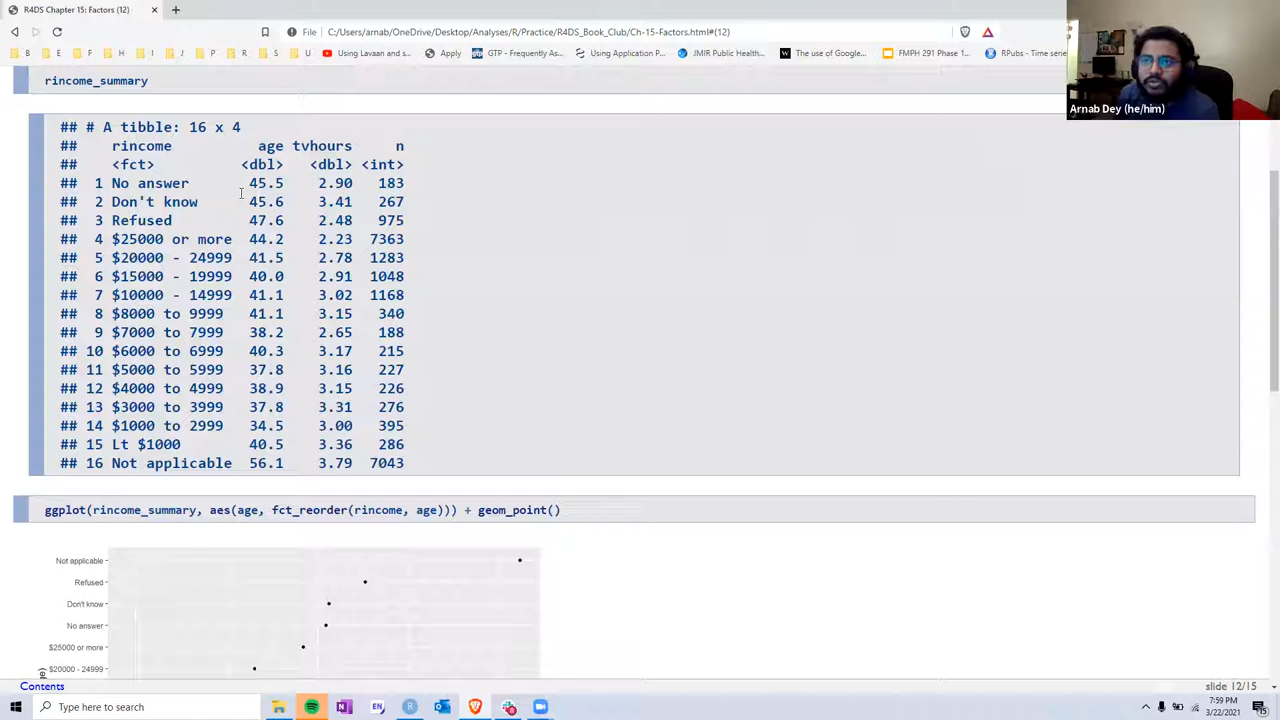 R4DS Chapter 15: Factors (12)
File C:/Users/arnab/OneDrive/Desktop/Analyses/R/Practice/R4DS_Book_Club/Ch-15-Factors.html#(12)
B E F H I G R S U Using Lavaan and... Apply GTP - Frequently As... Using Application P... JMIR Public Health... W The use of Google... FMPH 291 Phase 1... RPubs - Time serie
Arnab Dey (he/him)
rincome_summary
## # A tibble: 16 x 4
## rincome age tvhours n
## <fct> <dbl> <dbl> <int>
## 1 No answer 45.5 2.90 183
## 2 Don't know 45.6 3.41 267
## 3 Refused 47.6 2.48 975
## 4 $25000 or more 44.2 2.23 7363
## 5 $20000 - 24999 41.5 2.78 1283
## 6 $15000 - 19999 40.0 2.91 1048
## 7 $10000 - 14999 41.1 3.02 1168
## 8 $8000 to 9999 41.1 3.15 340
## 9 $7000 to 7999 38.2 2.65 188
## 10 $6000 to 6999 40.3 3.17 215
## 11 $5000 to 5999 37.8 3.16 227
## 12 $4000 to 4999 38.9 3.15 226
## 13 $3000 to 3999 37.8 3.31 276
## 14 $1000 to 2999 34.5 3.00 395
## 15 Lt $1000 40.5 3.36 286
## 16 Not applicable 56.1 3.79 7043
ggplot(rincome_summary, aes(age, fct_reorder(rincome, age))) + geom_point()
Not applicable
Refused
Don't know
No answer
$25000 or more
$20000 - 24999
Contents
slide 12/15
Type here to search
EN
R
7:59 PM
3/22/2021
15